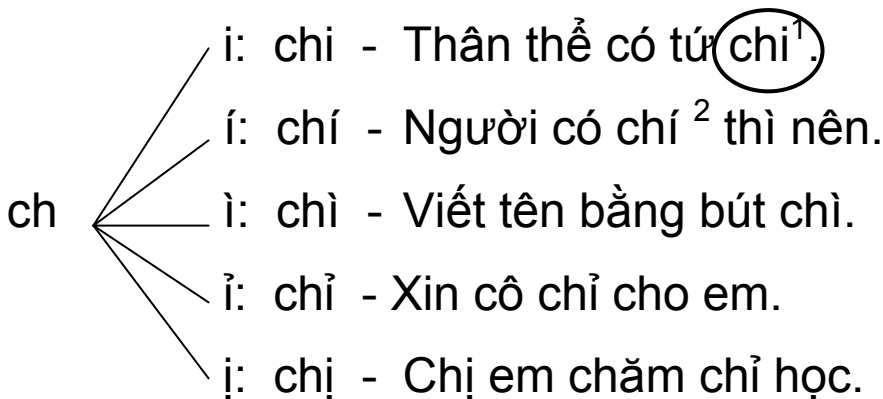 i: chi - Thân thể có tứ chi¹.
í: chí - Người có chí ² thì nên.
ch ì: chì - Viết tên bằng bút chì.
ỉ: chỉ - Xin cô chỉ cho em.
ị: chị - Chị em chăm chỉ học.